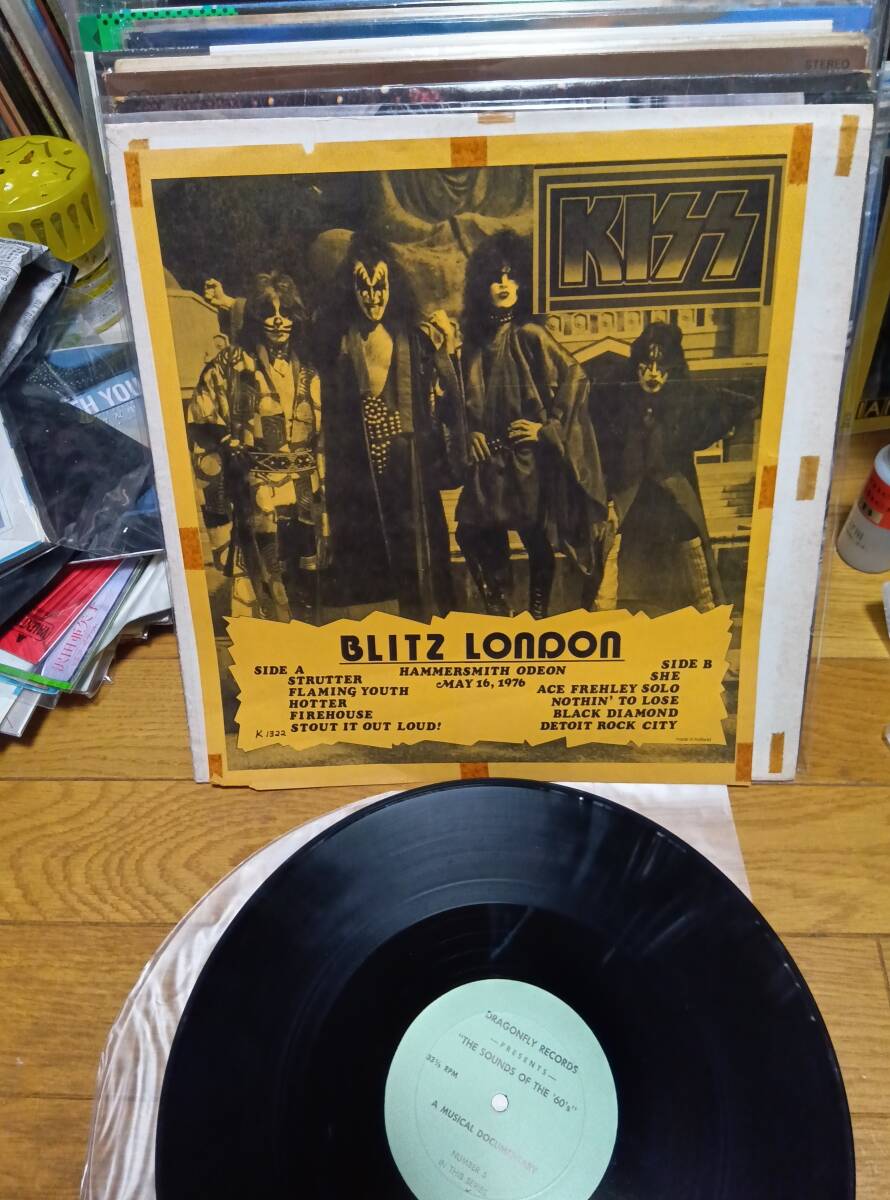 STEREO
KISS
BLITZ LONDON
HAMMERSMITH ODEON
MAY 16, 1976
SIDE A
STRUTTER
FLAMING YOUTH
HOTTER
FIREHOUSE
STOUT IT OUT LOUD!
K 1322
SIDE B
SHE
ACE FREHLEY SOLO
NOTHIN' TO LOSE
BLACK DIAMOND
DETOIT ROCK CITY
made in holland
DRAGONFLY RECORDS
—PRESENTS—
"THE SOUNDS OF THE '60's"
33⅓ RPM
A MUSICAL DOCUMENTARY
NUMBER 3
IN THIS SERIES